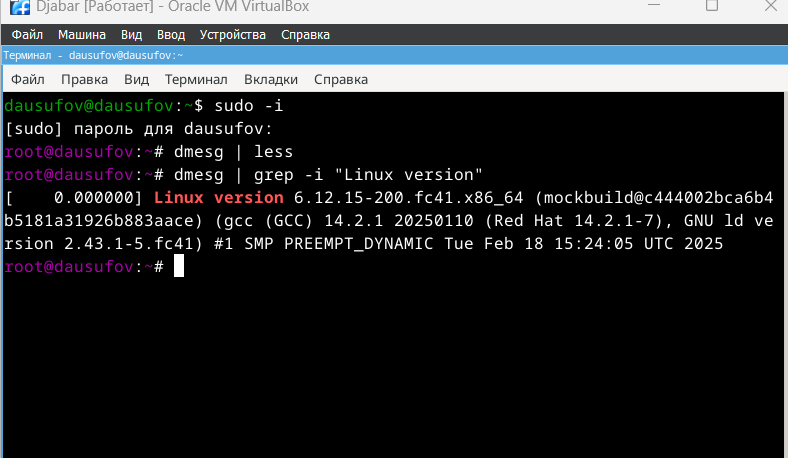 Djabar [Работает] - Oracle VM VirtualBox
Файл Машина Вид Ввод Устройства Справка
Терминал - dausufov@dausufov:~
Файл Правка Вид Терминал Вкладки Справка
dausufov@dausufov:~$ sudo -i
[sudo] пароль для dausufov:
root@dausufov:~# dmesg | less
root@dausufov:~# dmesg | grep -i "Linux version"
[    0.000000] Linux version 6.12.15-200.fc41.x86_64 (mockbuild@c444002bca6b4
b5181a31926b883aace) (gcc (GCC) 14.2.1 20250110 (Red Hat 14.2.1-7), GNU ld ve
rsion 2.43.1-5.fc41) #1 SMP PREEMPT_DYNAMIC Tue Feb 18 15:24:05 UTC 2025
root@dausufov:~#